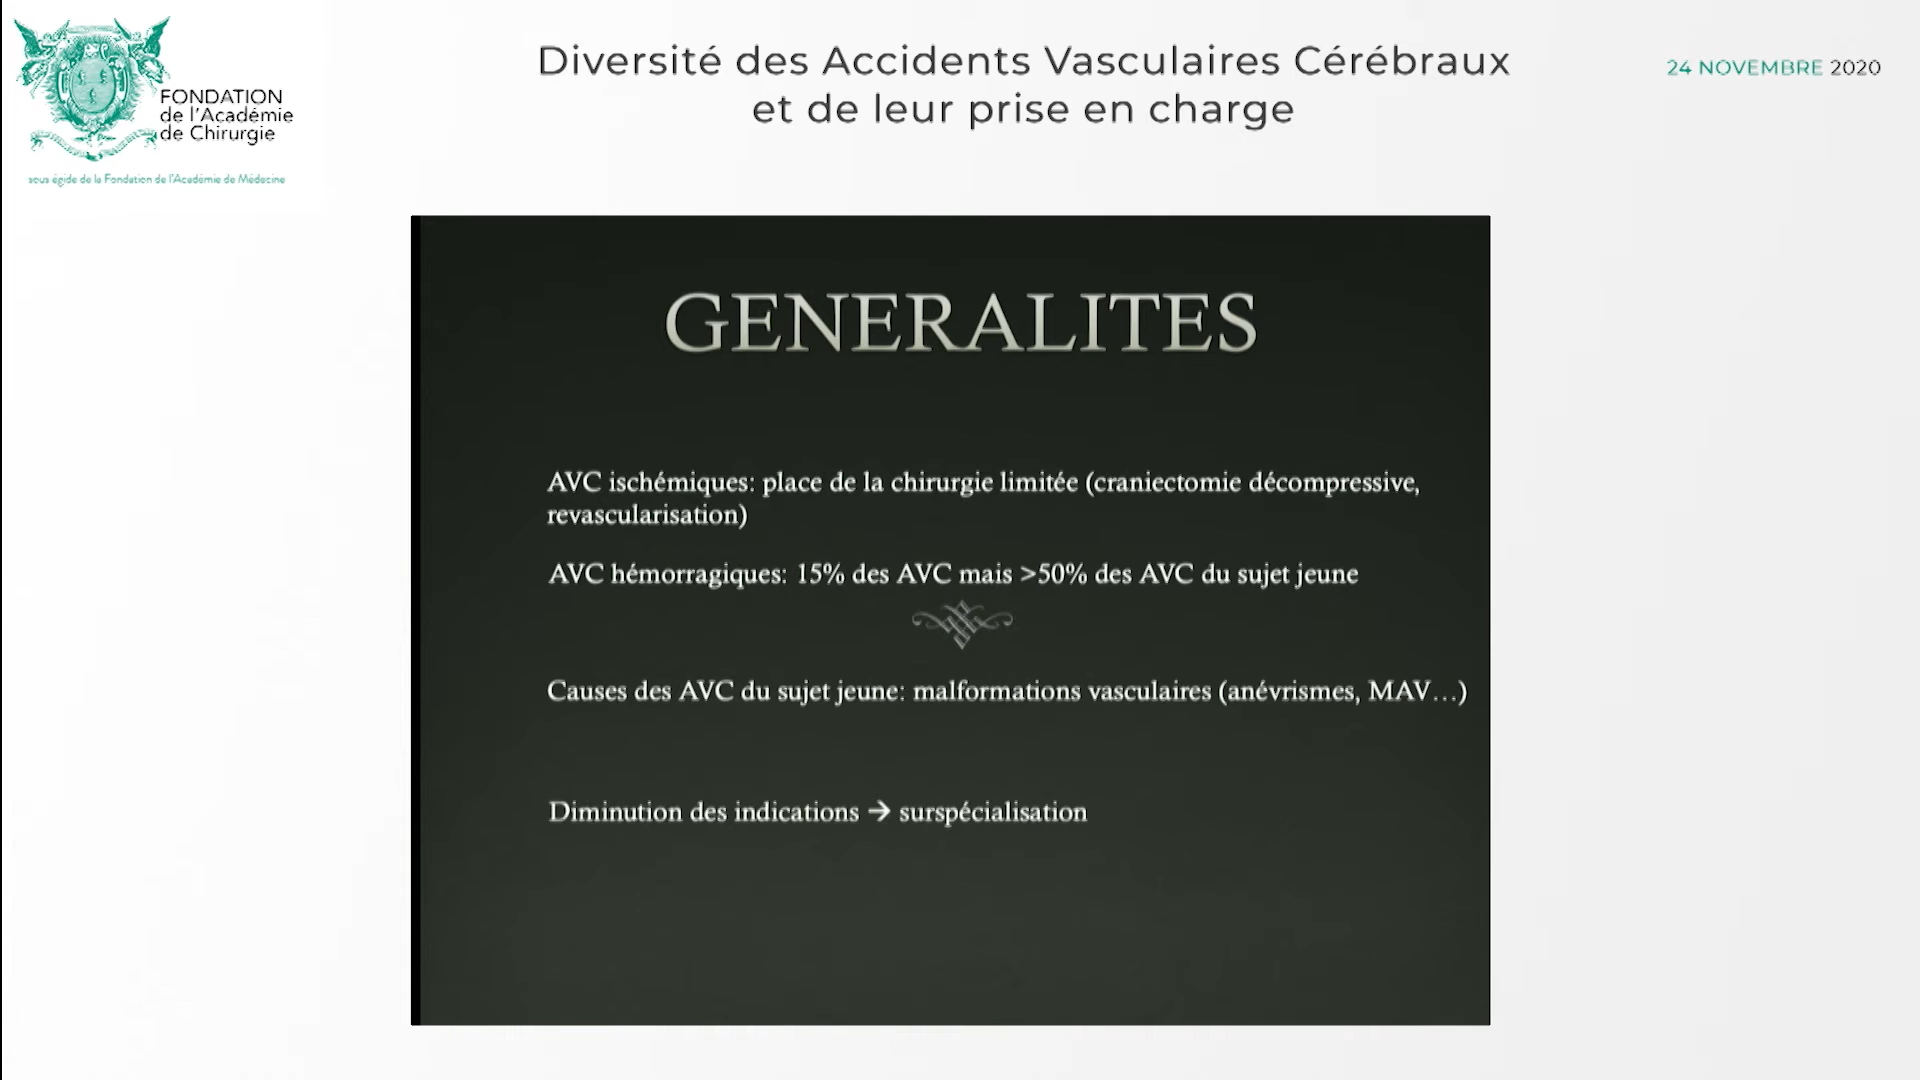 FONDATION
de l'Académie
de Chirurgie
sous égide de la Fondation de l'Académie de Médecine
Diversité des Accidents Vasculaires Cérébraux
et de leur prise en charge
24 NOVEMBRE 2020
GENERALITES
AVC ischémiques: place de la chirurgie limitée (craniectomie décompressive,
revascularisation)
AVC hémorragiques: 15% des AVC mais >50% des AVC du sujet jeune
Causes des AVC du sujet jeune: malformations vasculaires (anévrismes, MAV…)
Diminution des indications → surspécialisation